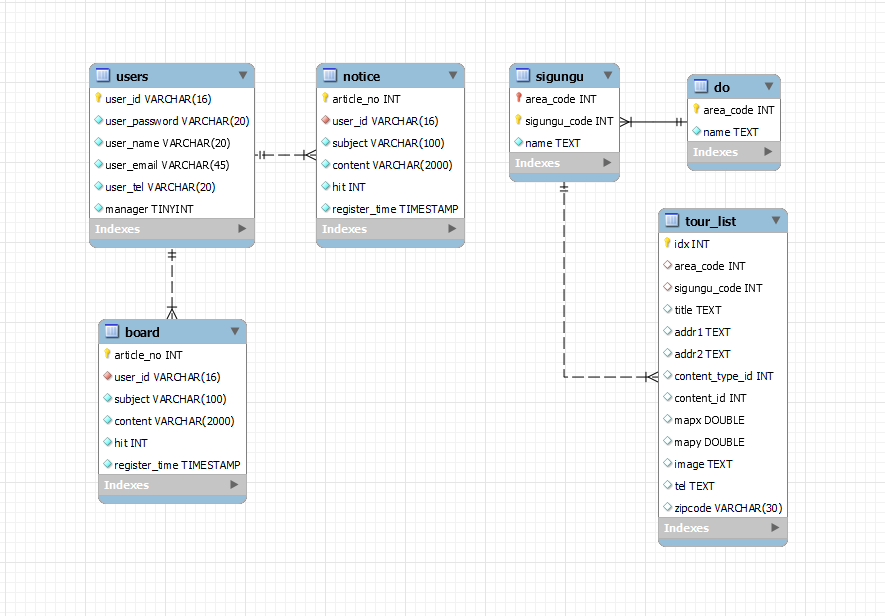 users
user_id VARCHAR(16)
user_password VARCHAR(20)
user_name VARCHAR(20)
user_email VARCHAR(45)
user_tel VARCHAR(20)
manager TINYINT
Indexes
notice
article_no INT
user_id VARCHAR(16)
subject VARCHAR(100)
content VARCHAR(2000)
hit INT
register_time TIMESTAMP
Indexes
sigungu
area_code INT
sigungu_code INT
name TEXT
Indexes
do
area_code INT
name TEXT
Indexes
board
article_no INT
user_id VARCHAR(16)
subject VARCHAR(100)
content VARCHAR(2000)
hit INT
register_time TIMESTAMP
Indexes
tour_list
idx INT
area_code INT
sigungu_code INT
title TEXT
addr1 TEXT
addr2 TEXT
content_type_id INT
content_id INT
mapx DOUBLE
mapy DOUBLE
image TEXT
tel TEXT
zipcode VARCHAR(30)
Indexes